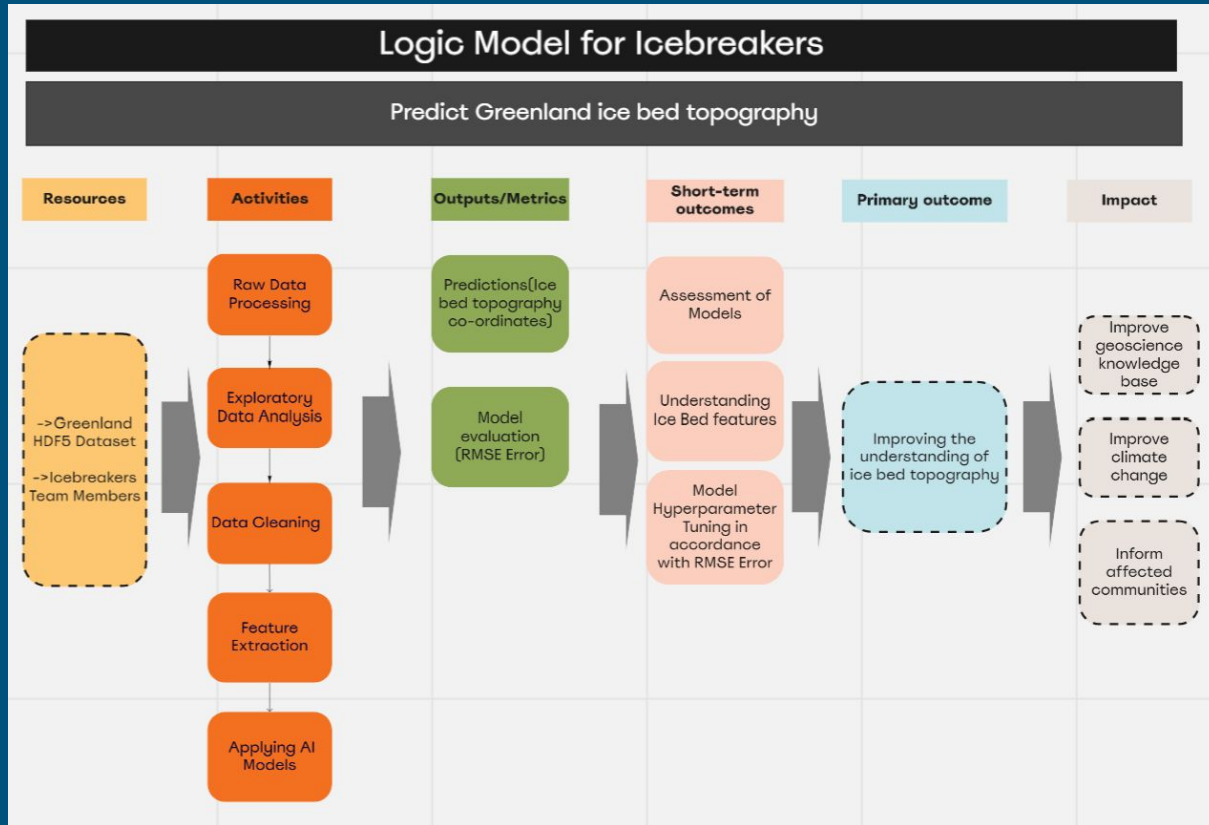 Logic Model for Icebreakers
Predict Greenland ice bed topography
Resources
->Greenland
HDF5 Dataset
->Icebreakers
Team Members
Activities
Raw Data
Processing
Exploratory
Data Analysis
Data Cleaning
Feature
Extraction
Applying AI
Models
Outputs/Metrics
Predictions(Ice
bed topography
co-ordinates)
Model
evaluation
(RMSE Error)
Short-term
outcomes
Assessment of
Models
Understanding
Ice Bed features
Model
Hyperparameter
Tuning in
accordance
with RMSE Error
Primary outcome
Improving the
understanding of
ice bed topography
Impact
Improve
geoscience
knowledge
base
Improve
climate
change
Inform
affected
communities